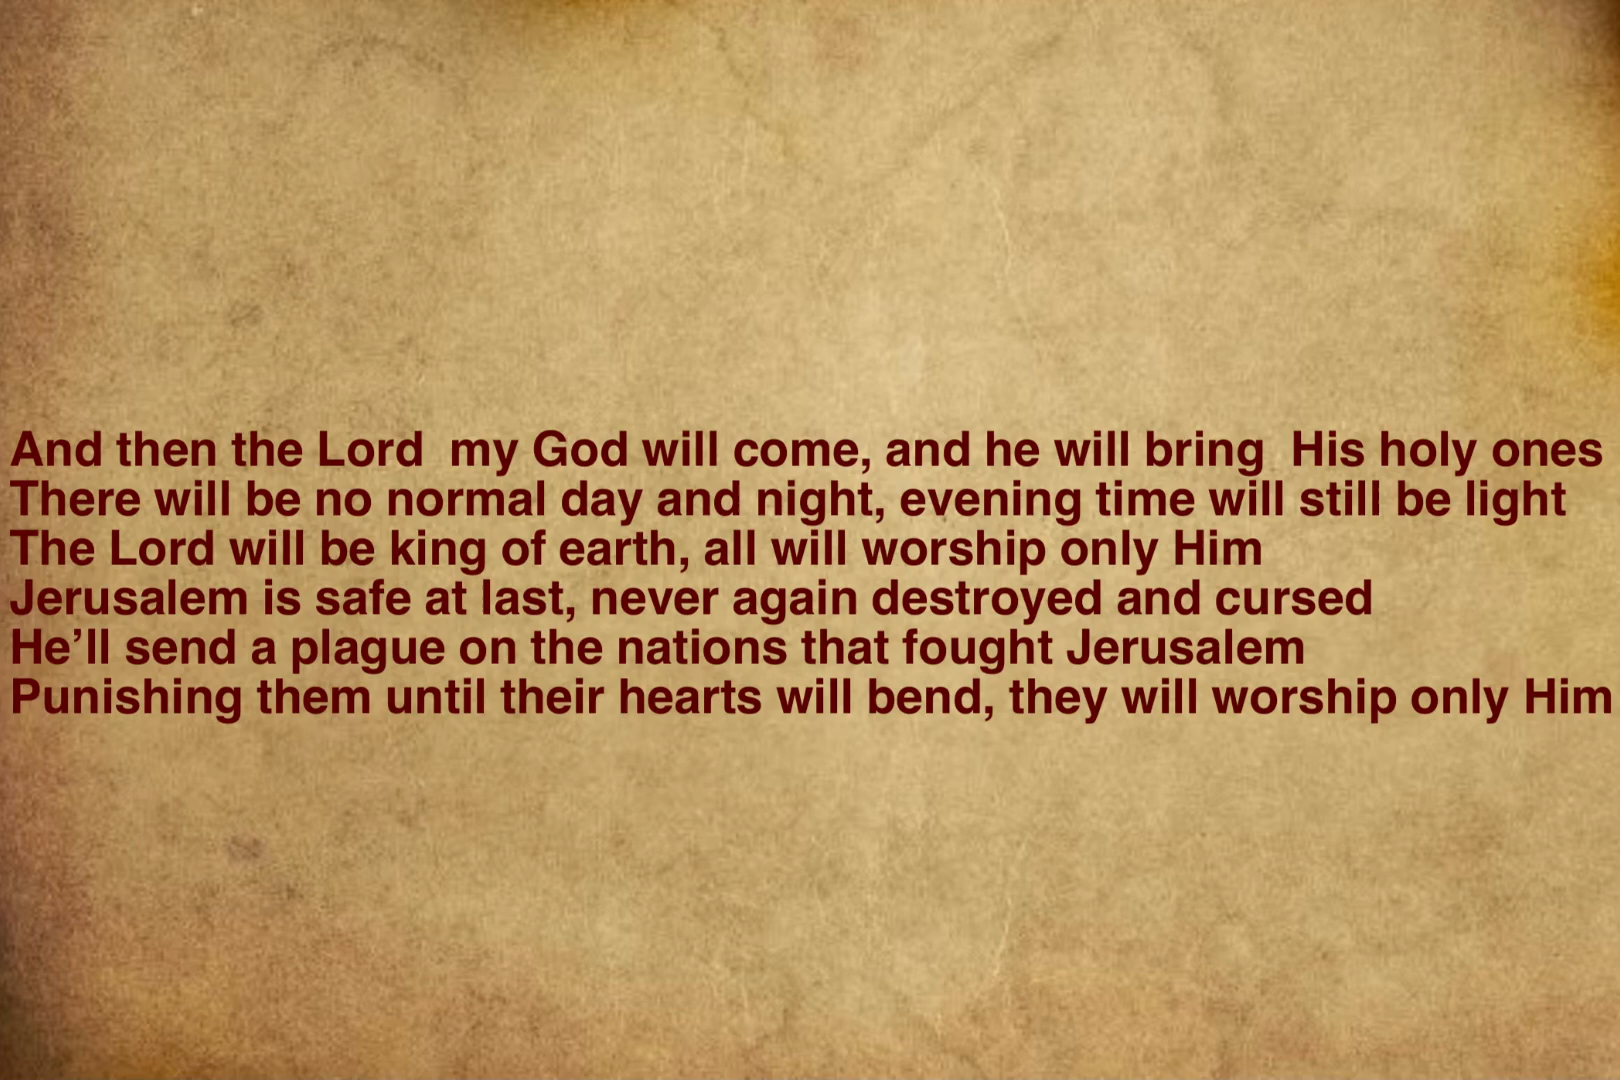 And then the Lord  my God will come, and he will bring  His holy ones
There will be no normal day and night, evening time will still be light
The Lord will be king of earth, all will worship only Him
Jerusalem is safe at last, never again destroyed and cursed
He’ll send a plague on the nations that fought Jerusalem
Punishing them until their hearts will bend, they will worship only Him